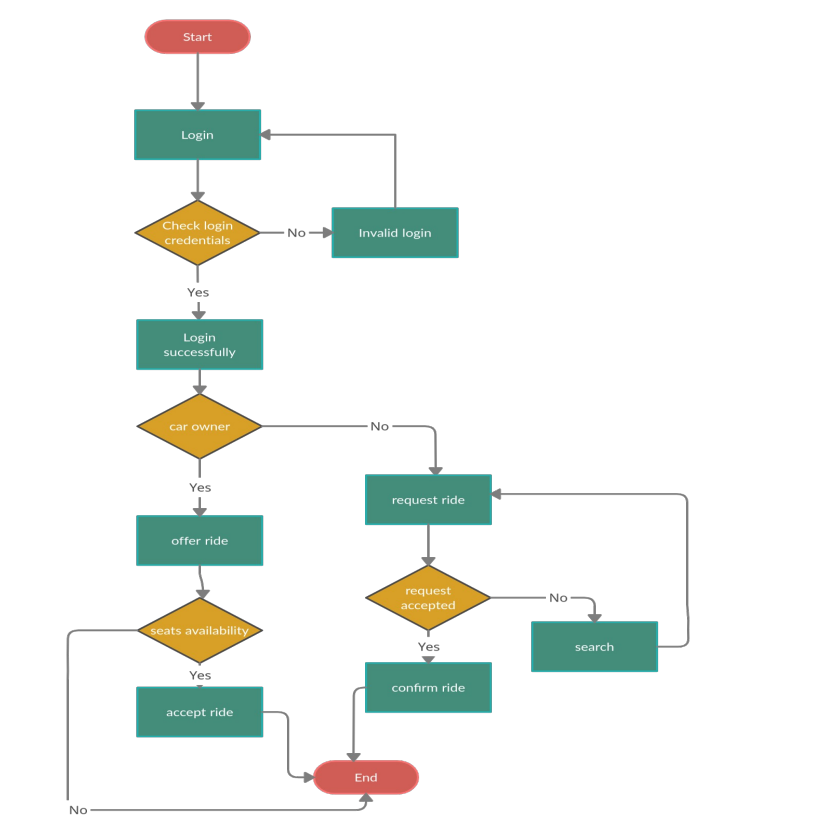 Start
Login
Check login
credentials
No
Invalid login
Yes
Login
successfully
car owner
No
Yes
request ride
offer ride
request
accepted
No
seats availability
Yes
search
Yes
confirm ride
accept ride
End
No